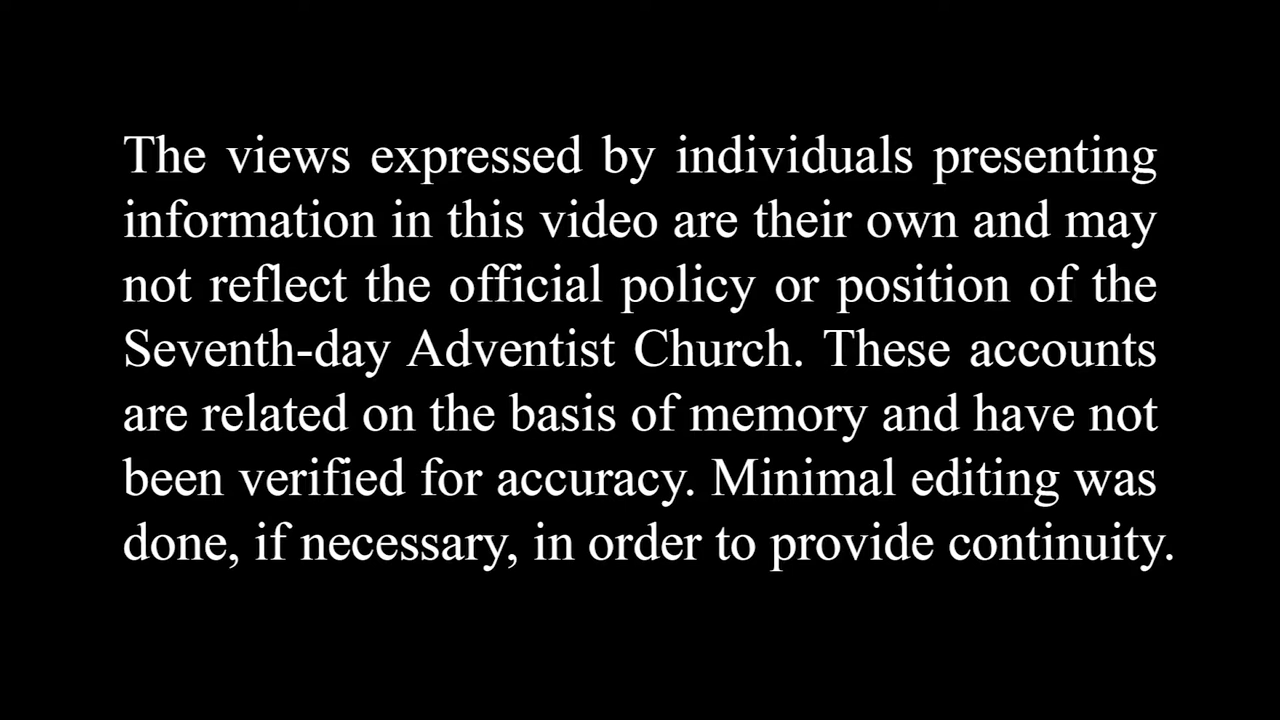 The views expressed by individuals presenting
information in this video are their own and may
not reflect the official policy or position of the
Seventh-day Adventist Church. These accounts
are related on the basis of memory and have not
been verified for accuracy. Minimal editing was
done, if necessary, in order to provide continuity.